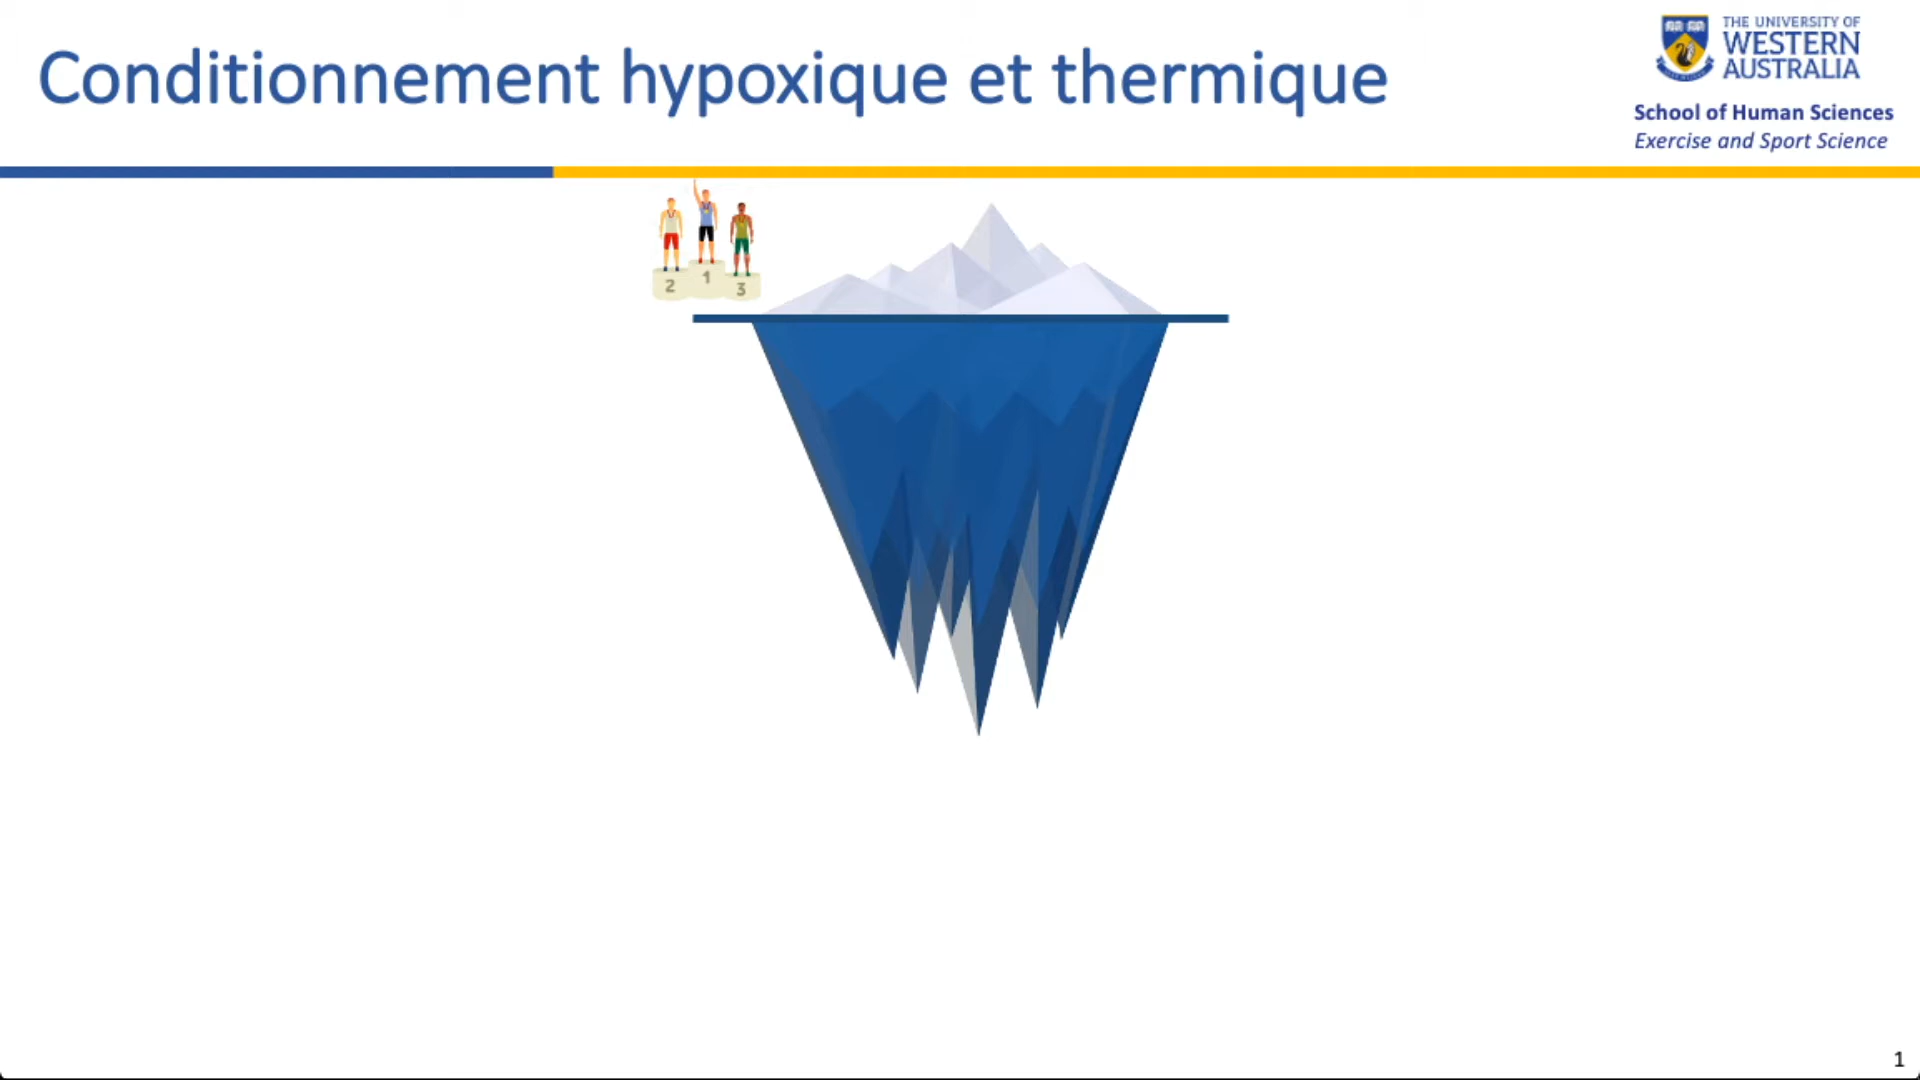 Conditionnement hypoxique et thermique
THE UNIVERSITY OF
WESTERN
AUSTRALIA
School of Human Sciences
Exercise and Sport Science
2 1 3
1